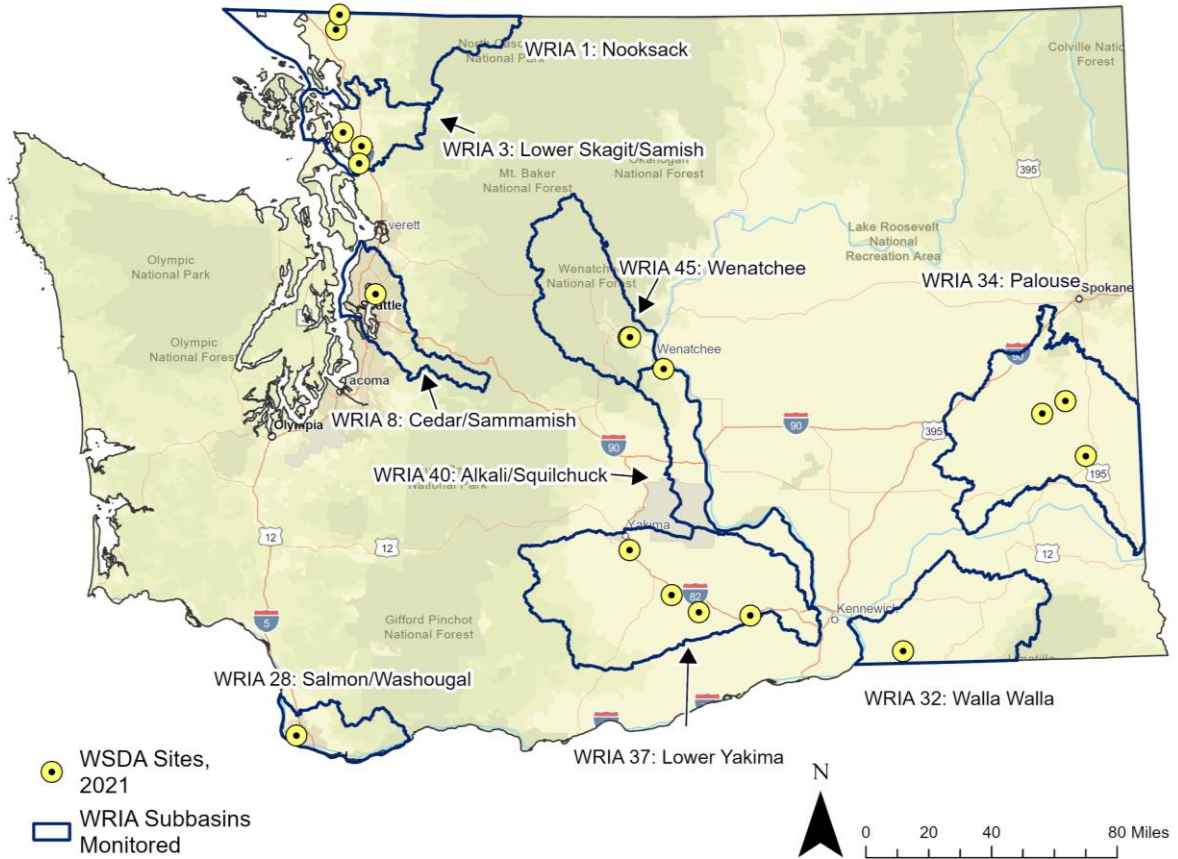 North Casc
National Park
WRIA 1: Nooksack
Colville Natio
Forest
WRIA 3: Lower Skagit/Samish
Mt. Baker
National Forest
Okanogan
National Forest
395
Everett
Olympic
National Park
Lake Roosevelt
National
Recreation Area
Wenatchee
National Forest
WRIA 45: Wenatchee
WRIA 34: Palouse
Spokane
Seattle
Olympic
National Forest
Wenatchee
90
Tacoma
WRIA 8: Cedar/Sammamish
Olympia
90
395
90
National Park
WRIA 40: Alkali/Squilchuck
195
Yakima
12
12
12
82
5
Gifford Pinchot
National Forest
Kennewick
WRIA 28: Salmon/Washougal
WRIA 32: Walla Walla
WRIA 37: Lower Yakima
WSDA Sites,
2021
WRIA Subbasins
Monitored
N
0 20 40 80 Miles